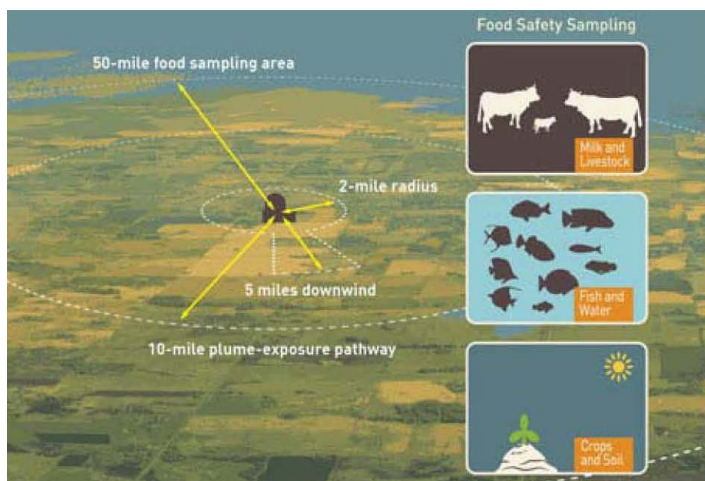 Food Safety Sampling
50-mile food sampling area
2-mile radius
5 miles downwind
10-mile plume-exposure pathway
Milk and
Livestock
Fish and
Water
Crops
and Soil